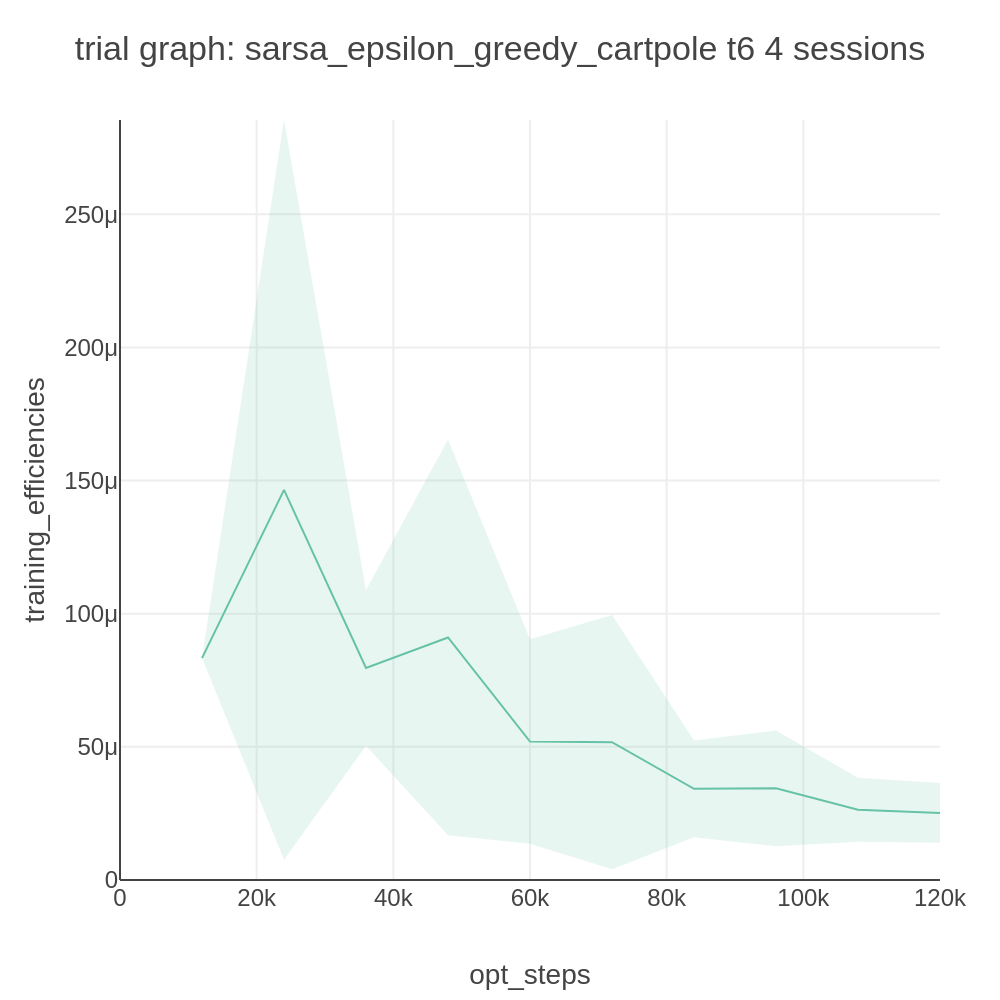 trial graph: sarsa_epsilon_greedy_cartpole t6 4 sessions
250μ
200μ
150μ
100μ
50μ
0
training_efficiencies
0 20k 40k 60k 80k 100k 120k
opt_steps